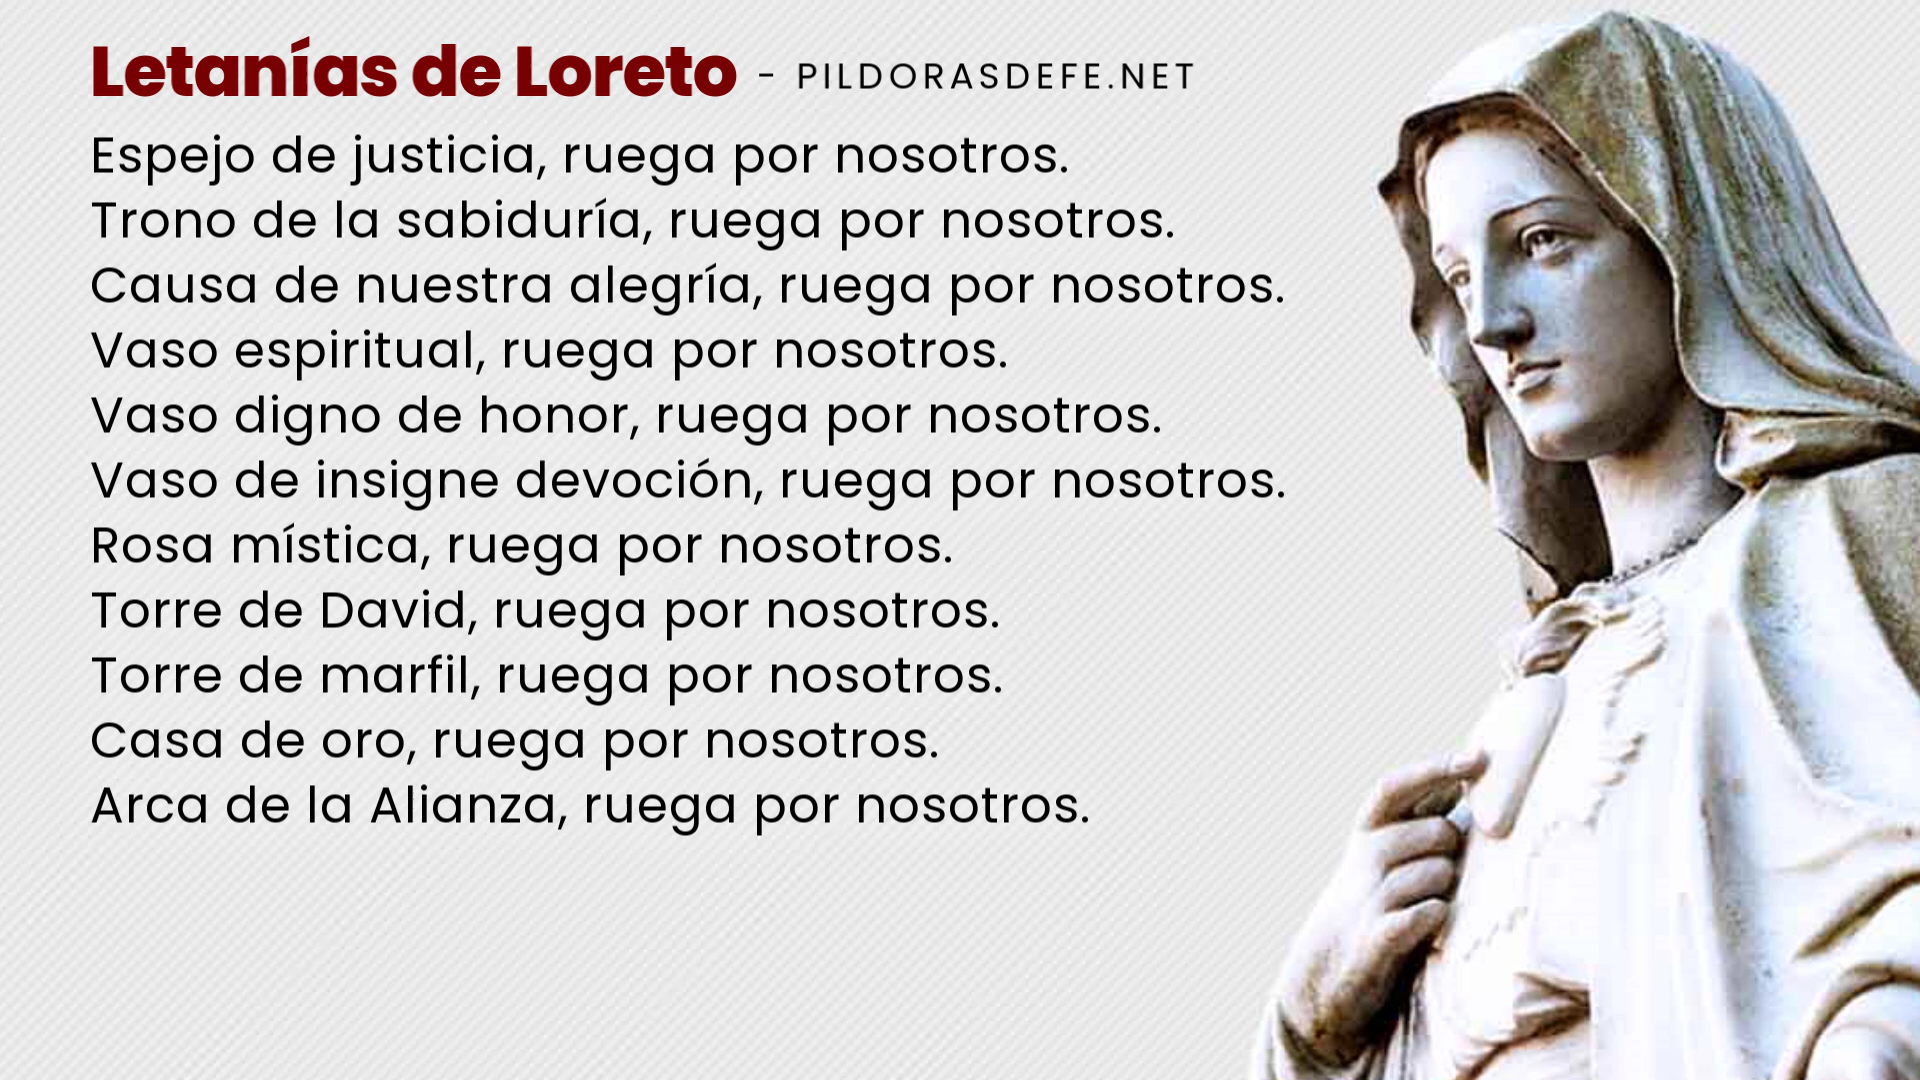 Letanías de Loreto - PILDORASDEFE.NET
Espejo de justicia, ruega por nosotros.
Trono de la sabiduría, ruega por nosotros.
Causa de nuestra alegría, ruega por nosotros.
Vaso espiritual, ruega por nosotros.
Vaso digno de honor, ruega por nosotros.
Vaso de insigne devoción, ruega por nosotros.
Rosa mística, ruega por nosotros.
Torre de David, ruega por nosotros.
Torre de marfil, ruega por nosotros.
Casa de oro, ruega por nosotros.
Arca de la Alianza, ruega por nosotros.